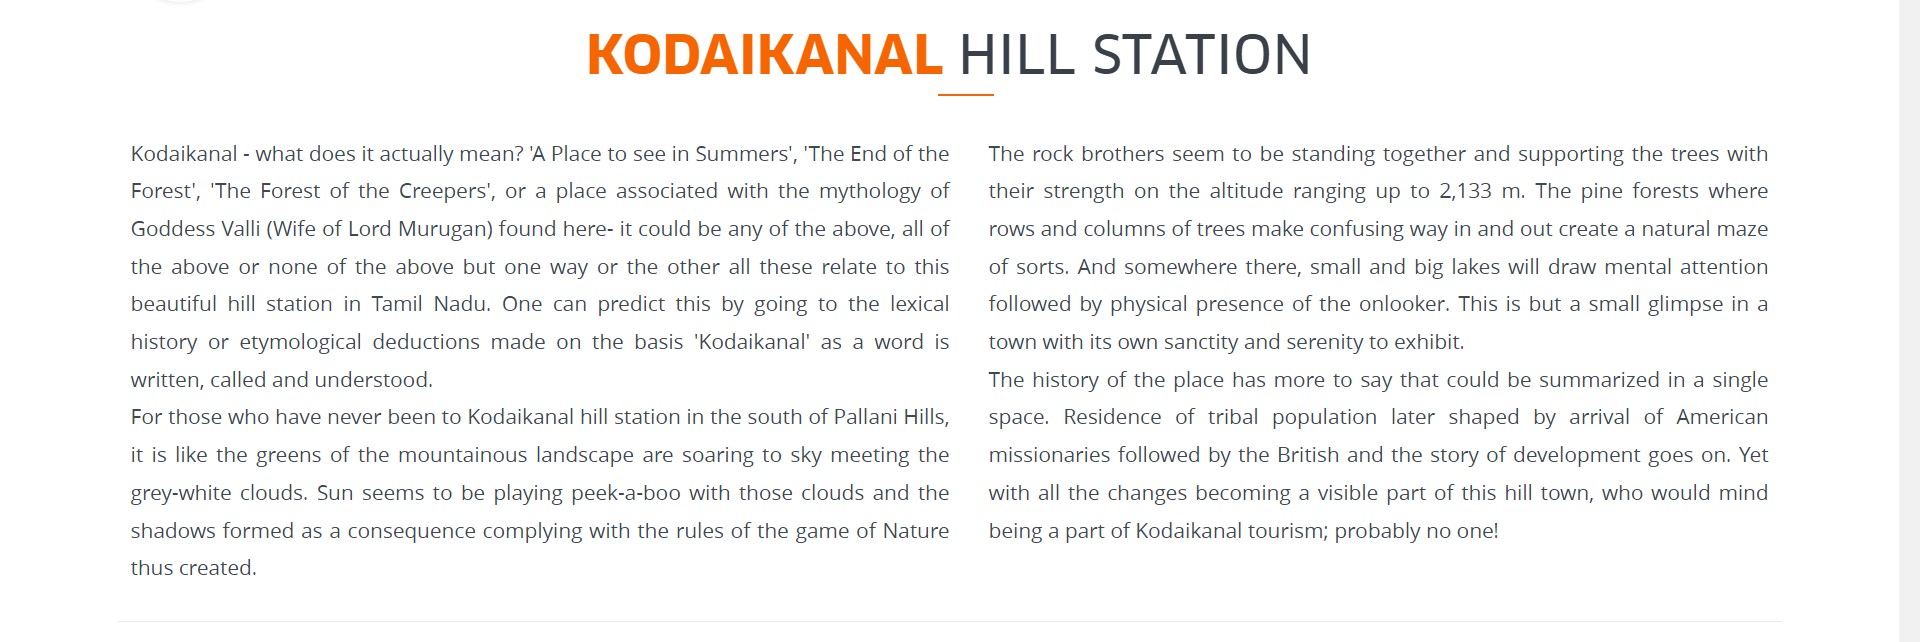 KODAIKANAL HILL STATION
Kodaikanal - what does it actually mean? 'A Place to see in Summers', 'The End of the
Forest', 'The Forest of the Creepers', or a place associated with the mythology of
Goddess Valli (Wife of Lord Murugan) found here- it could be any of the above, all of
the above or none of the above but one way or the other all these relate to this
beautiful hill station in Tamil Nadu. One can predict this by going to the lexical
history or etymological deductions made on the basis 'Kodaikanal' as a word is
written, called and understood.
For those who have never been to Kodaikanal hill station in the south of Pallani Hills,
it is like the greens of the mountainous landscape are soaring to sky meeting the
grey-white clouds. Sun seems to be playing peek-a-boo with those clouds and the
shadows formed as a consequence complying with the rules of the game of Nature
thus created.
The rock brothers seem to be standing together and supporting the trees with
their strength on the altitude ranging up to 2,133 m. The pine forests where
rows and columns of trees make confusing way in and out create a natural maze
of sorts. And somewhere there, small and big lakes will draw mental attention
followed by physical presence of the onlooker. This is but a small glimpse in a
town with its own sanctity and serenity to exhibit.
The history of the place has more to say that could be summarized in a single
space. Residence of tribal population later shaped by arrival of American
missionaries followed by the British and the story of development goes on. Yet
with all the changes becoming a visible part of this hill town, who would mind
being a part of Kodaikanal tourism; probably no one!